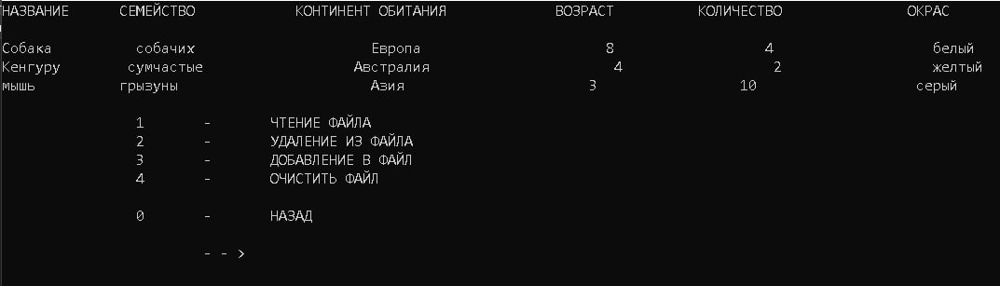 НАЗВАНИЕ СЕМЕЙСТВО КОНТИНЕНТ ОБИТАНИЯ ВОЗРАСТ КОЛИЧЕСТВО ОКРАС
Собака собачих Европа 8 4 белый
Кенгуру сумчастые Австралия 4 2 желтый
мышь грызуны Азия 3 10 серый
1 - ЧТЕНИЕ ФАЙЛА
2 - УДАЛЕНИЕ ИЗ ФАЙЛА
3 - ДОБАВЛЕНИЕ В ФАЙЛ
4 - ОЧИСТИТЬ ФАЙЛ
0 - НАЗАД
- - >